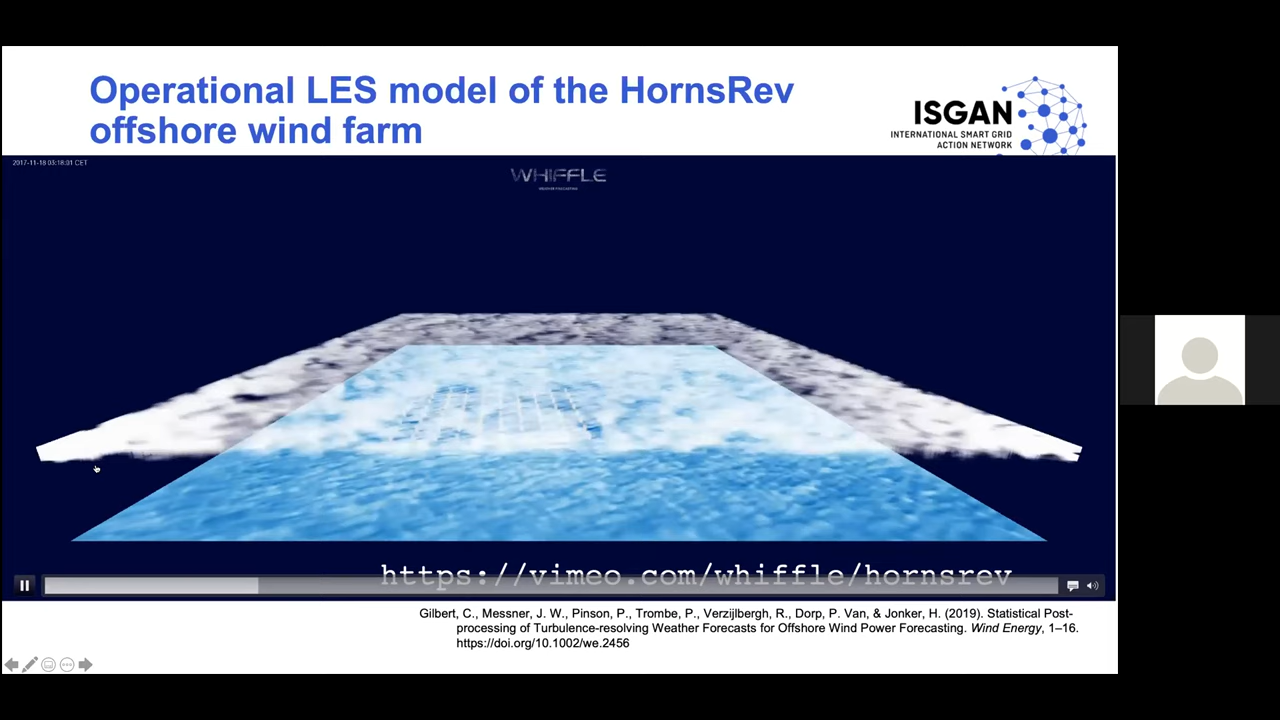 Operational LES model of the HornsRev
offshore wind farm
ISGAN
INTERNATIONAL SMART GRID
ACTION NETWORK
2017-11-18 03:18:01 CET
WHIFFLE
WEATHER FORECASTING
https://vimeo.com/whiffle/hornsrev
Gilbert, C., Messner, J. W., Pinson, P., Trombe, P., Verzijlbergh, R., Dorp, P. Van, & Jonker, H. (2019). Statistical Post-
processing of Turbulence-resolving Weather Forecasts for Offshore Wind Power Forecasting. Wind Energy, 1–16.
https://doi.org/10.1002/we.2456